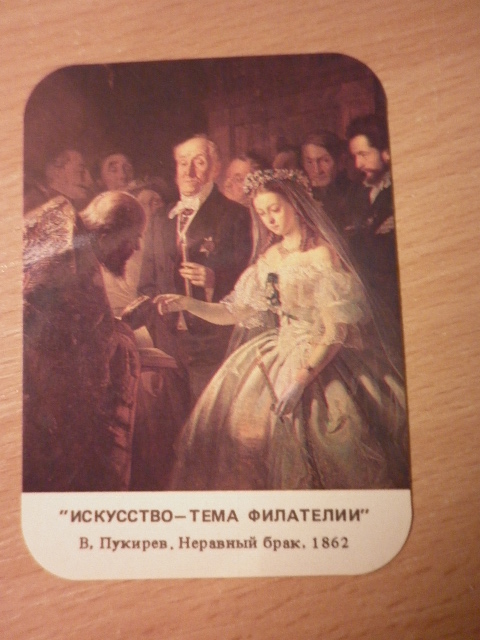 "ИСКУССТВО—ТЕМА ФИЛАТЕЛИИ"
В. Пукирев. Неравный брак. 1862